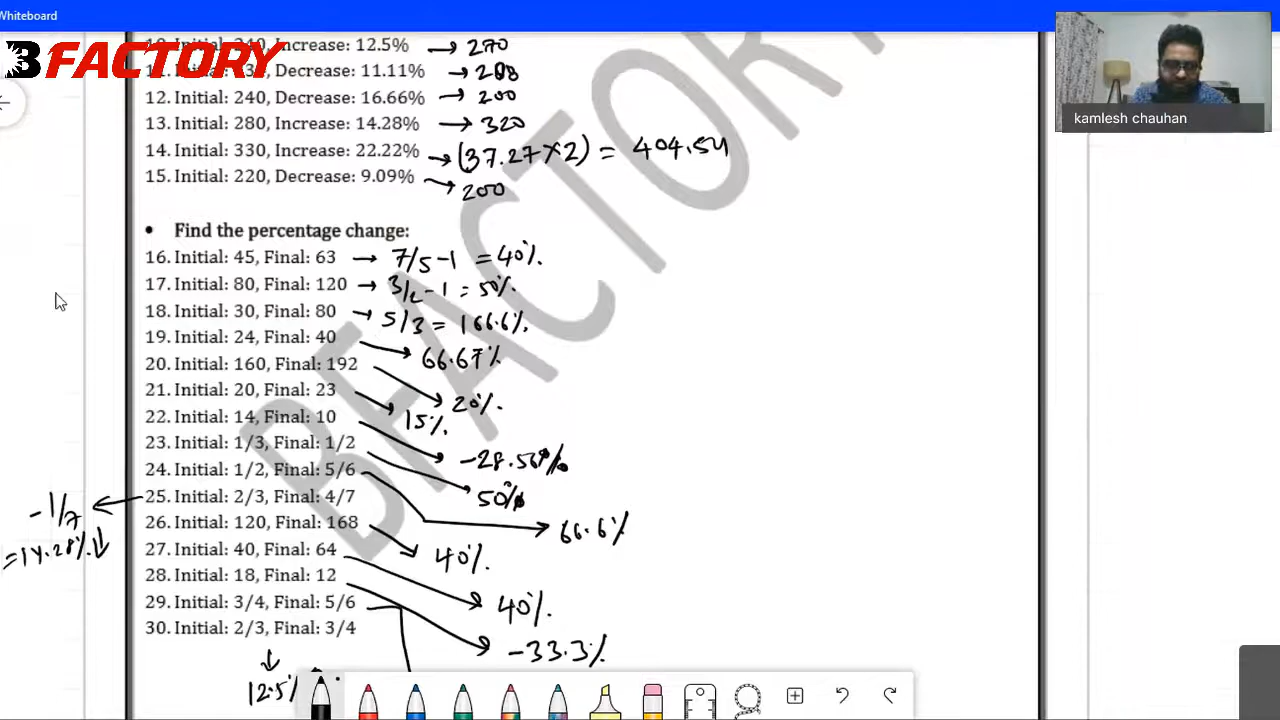 Whiteboard
BFACTORY
Increase: 12.5% → 270
Decrease: 11.11% → 208
12. Initial: 240, Decrease: 16.66% → 200
13. Initial: 280, Increase: 14.28% → 320
14. Initial: 330, Increase: 22.22% → (37.27 × 2) = 404.54
15. Initial: 220, Decrease: 9.09% → 200
• Find the percentage change:
16. Initial: 45, Final: 63 → 7/5 - 1 = 40%.
17. Initial: 80, Final: 120 → 3/2 - 1 = 50%.
18. Initial: 30, Final: 80 → 5/3 = 166.6%.
19. Initial: 24, Final: 40 → 66.67%
20. Initial: 160, Final: 192 → 20%.
21. Initial: 20, Final: 23 → 15%.
22. Initial: 14, Final: 10 → -28.56%
23. Initial: 1/3, Final: 1/2 → 50%
24. Initial: 1/2, Final: 5/6 → 66.6%
25. Initial: 2/3, Final: 4/7
-1/7
=14.28%.↓
26. Initial: 120, Final: 168 → 40%.
27. Initial: 40, Final: 64 → 40%.
28. Initial: 18, Final: 12 → -33.3%
29. Initial: 3/4, Final: 5/6
30. Initial: 2/3, Final: 3/4
↓
12.5%
BFACTORY
kamlesh chauhan